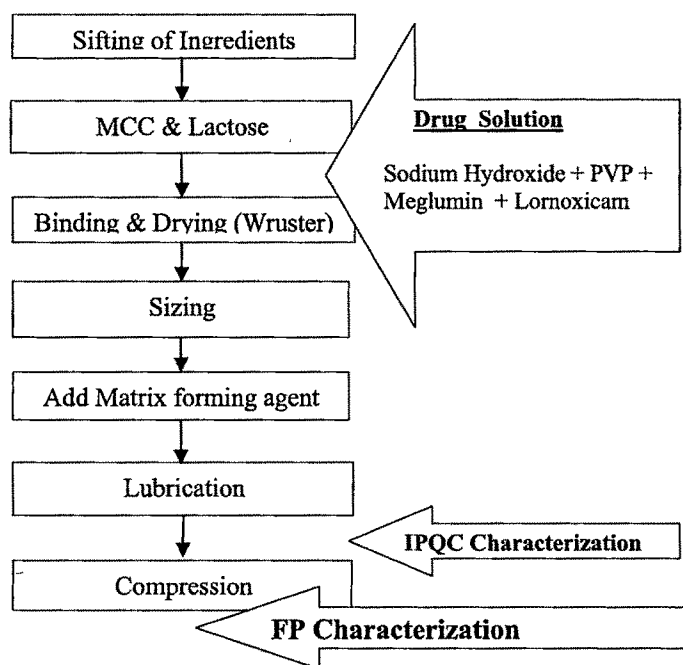 Sifting of Ingredients
MCC & Lactose
Drug Solution
Sodium Hydroxide + PVP +
Meglumin + Lornoxicam
Binding & Drying (Wruster)
Sizing
Add Matrix forming agent
Lubrication
IPQC Characterization
Compression
FP Characterization